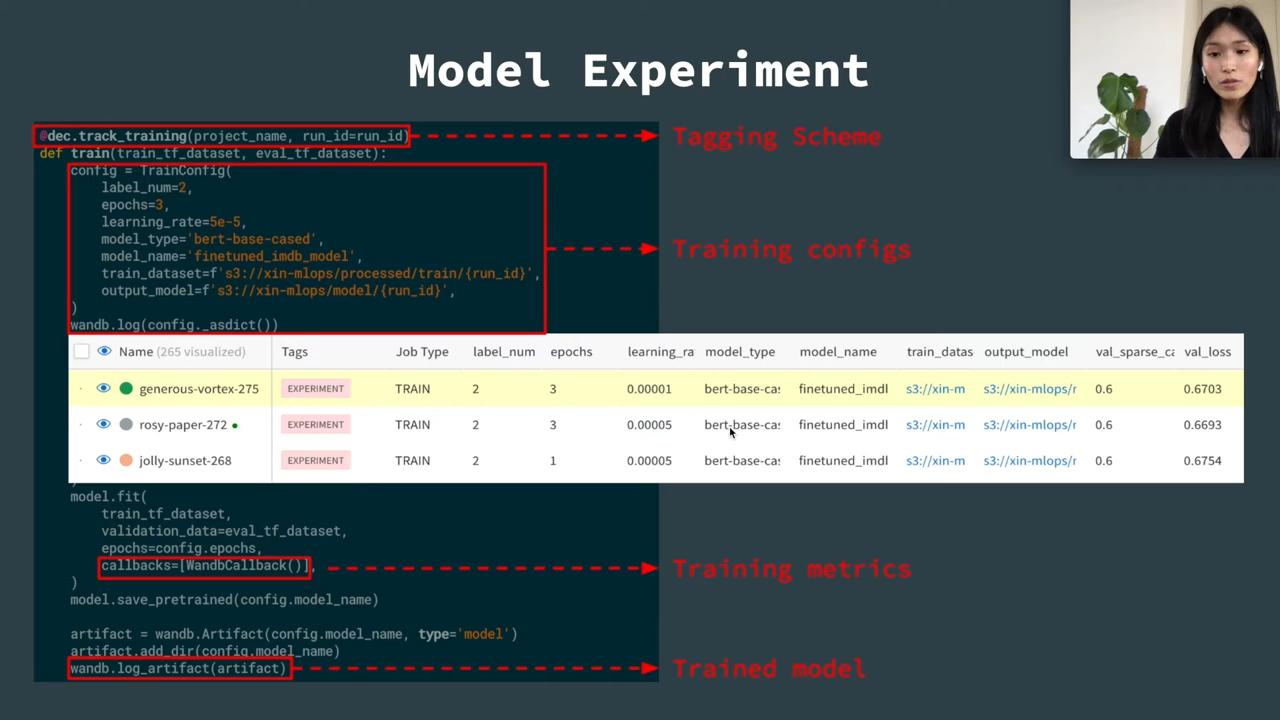 Model Experiment
@dec.track_training(project_name, run_id=run_id)
Tagging Scheme
def train(train_tf_dataset, eval_tf_dataset):
config = TrainConfig(
label_num=2,
epochs=3,
learning_rate=5e-5,
model_type='bert-base-cased',
Training configs
model_name='finetuned_imdb_model',
train_dataset=f's3://xin-mlops/processed/train/{run_id}',
output_model=f's3://xin-mlops/model/{run_id}',
)
wandb.log(config._asdict())
Name (265 visualized) Tags Job Type label_num epochs learning_ra model_type model_name train_datas output_model val_sparse_ca val_loss
generous-vortex-275 EXPERIMENT TRAIN 2 3 0.00001 bert-base-cas finetuned_imdl s3://xin-m s3://xin-mlops/r 0.6 0.6703
rosy-paper-272 EXPERIMENT TRAIN 2 3 0.00005 bert-base-cas finetuned_imdl s3://xin-m s3://xin-mlops/r 0.6 0.6693
jolly-sunset-268 EXPERIMENT TRAIN 2 1 0.00005 bert-base-cas finetuned_imdl s3://xin-m s3://xin-mlops/r 0.6 0.6754
model.fit(
train_tf_dataset,
validation_data=eval_tf_dataset,
epochs=config.epochs,
callbacks=[WandbCallback()],
Training metrics
)
model.save_pretrained(config.model_name)
artifact = wandb.Artifact(config.model_name, type='model')
artifact.add_dir(config.model_name)
wandb.log_artifact(artifact)
Trained model